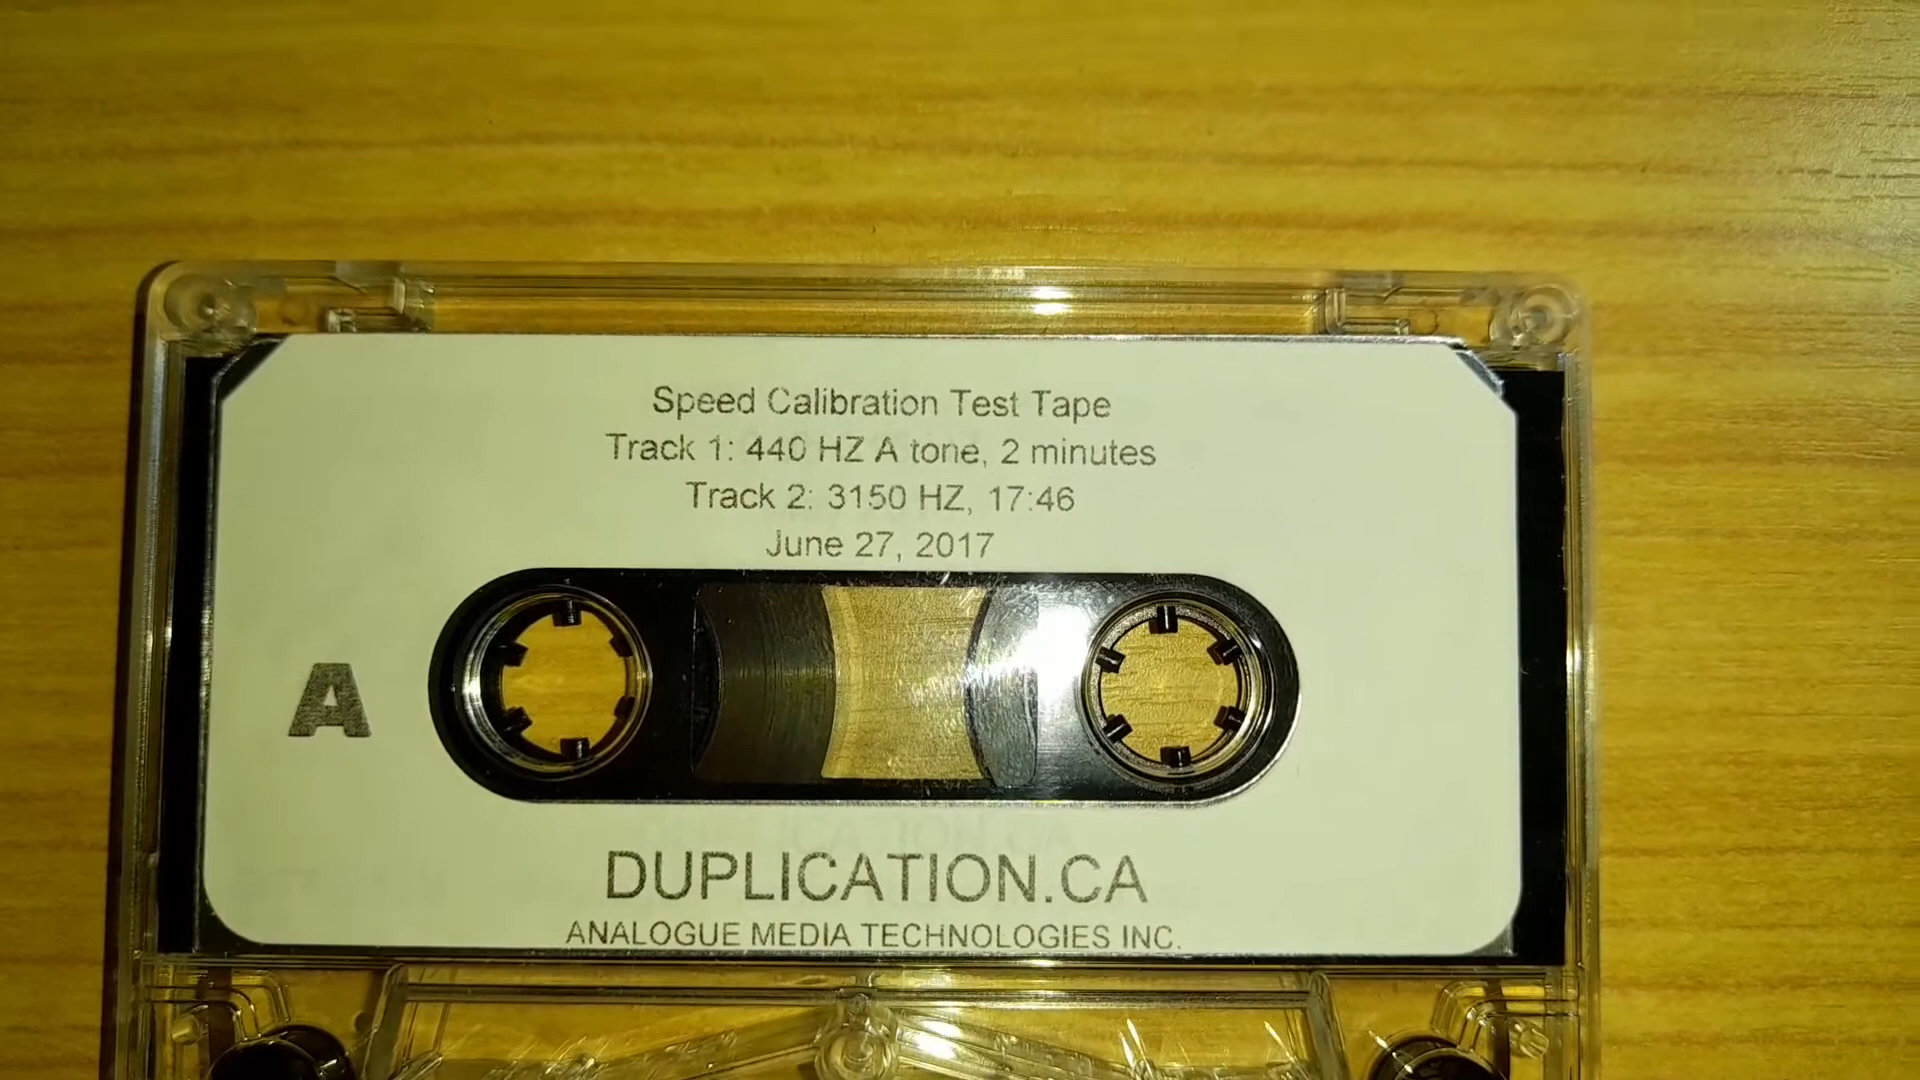 Speed Calibration Test Tape
Track 1: 440 HZ A tone, 2 minutes
Track 2: 3150 HZ, 17:46
June 27, 2017
A
DUPLICATION.CA
ANALOGUE MEDIA TECHNOLOGIES INC.